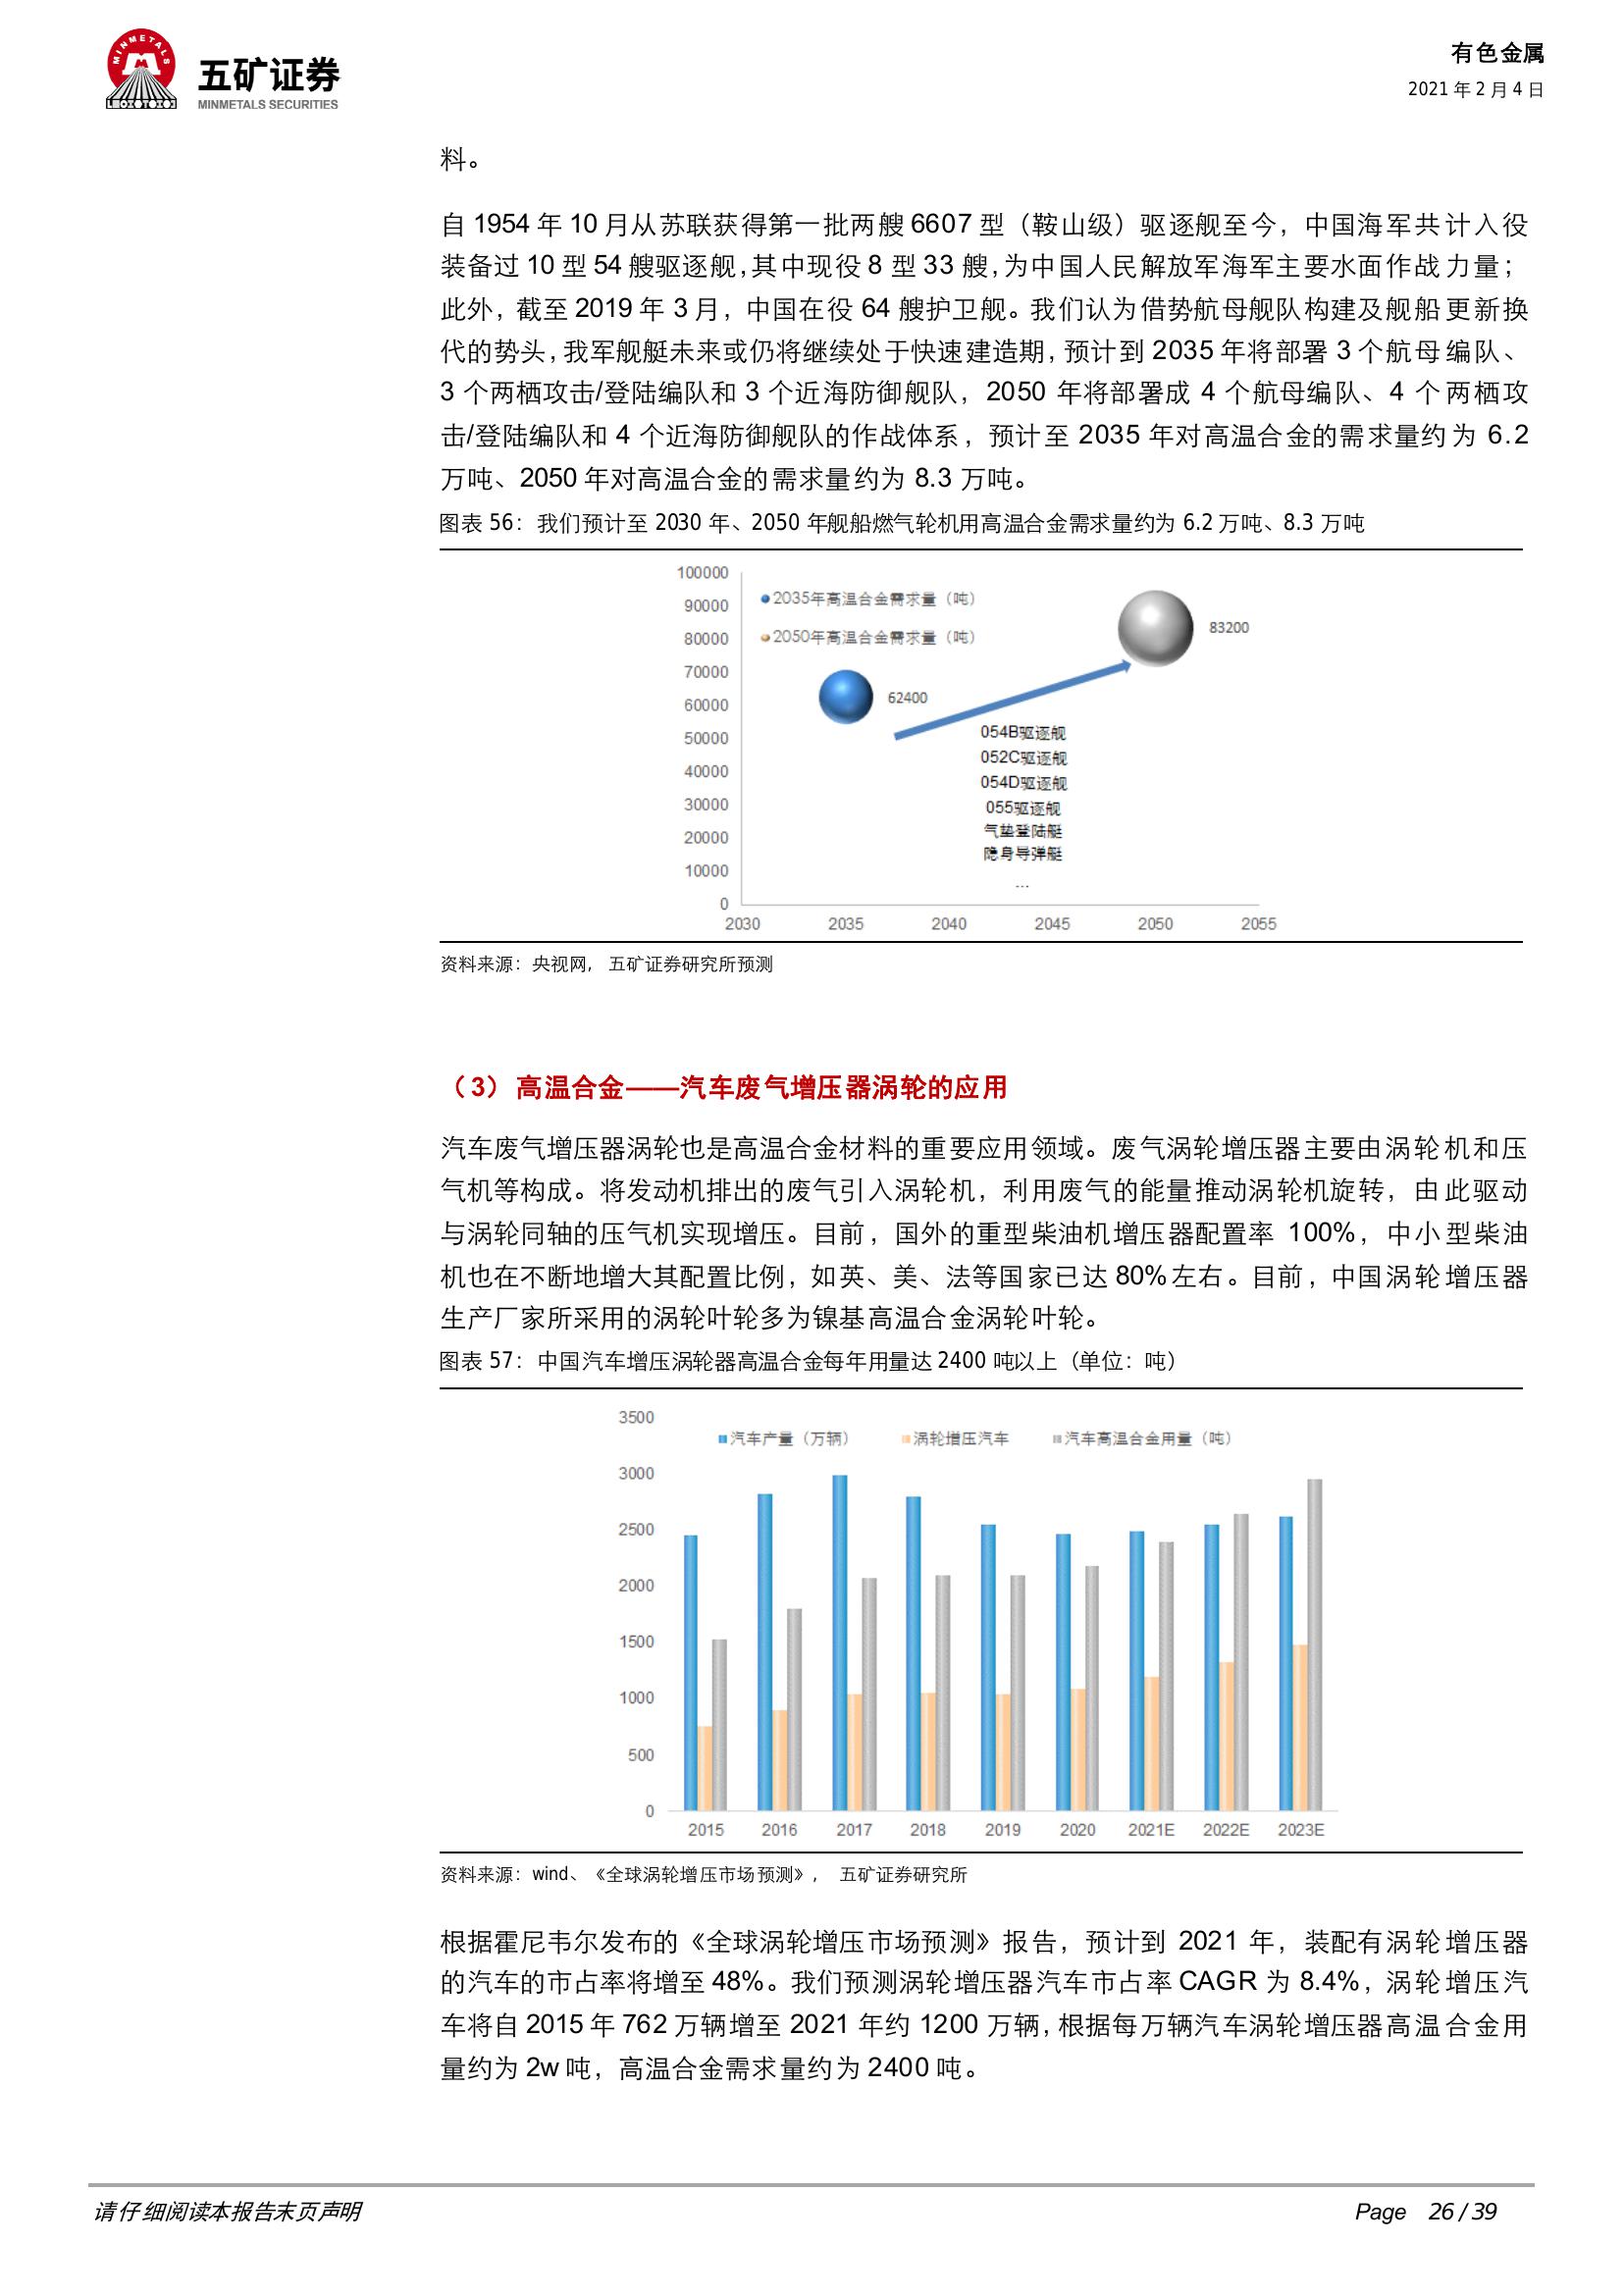 MINMETALS
五矿证券
MINMETALS SECURITIES
有色金属
2021 年 2 月 4 日
料。
自 1954 年 10 月从苏联获得第一批两艘 6607 型（鞍山级）驱逐舰至今，中国海军共计入役
装备过 10 型 54 艘驱逐舰，其中现役 8 型 33 艘，为中国人民解放军海军主要水面作战力量；
此外，截至 2019 年 3 月，中国在役 64 艘护卫舰。我们认为借势航母舰队构建及舰船更新换
代的势头，我军舰艇未来或仍将继续处于快速建造期，预计到 2035 年将部署 3 个航母编队、
3 个两栖攻击/登陆编队和 3 个近海防御舰队，2050 年将部署成 4 个航母编队、4 个两栖攻
击/登陆编队和 4 个近海防御舰队的作战体系，预计至 2035 年对高温合金的需求量约为 6.2
万吨、2050 年对高温合金的需求量约为 8.3 万吨。
图表 56：我们预计至 2030 年、2050 年舰船燃气轮机用高温合金需求量约为 6.2 万吨、8.3 万吨
100000
90000
80000
70000
60000
50000
40000
30000
20000
10000
0
2035年高温合金需求量（吨）
2050年高温合金需求量（吨）
62400
83200
054B驱逐舰
052C驱逐舰
054D驱逐舰
055驱逐舰
气垫登陆艇
隐身导弹艇
...
2030 2035 2040 2045 2050 2055
资料来源：央视网，五矿证券研究所预测
（3）高温合金——汽车废气增压器涡轮的应用
汽车废气增压器涡轮也是高温合金材料的重要应用领域。废气涡轮增压器主要由涡轮机和压
气机等构成。将发动机排出的废气引入涡轮机，利用废气的能量推动涡轮机旋转，由此驱动
与涡轮同轴的压气机实现增压。目前，国外的重型柴油机增压器配置率 100%，中小型柴油
机也在不断地增大其配置比例，如英、美、法等国家已达 80%左右。目前，中国涡轮增压器
生产厂家所采用的涡轮叶轮多为镍基高温合金涡轮叶轮。
图表 57：中国汽车增压涡轮器高温合金每年用量达 2400 吨以上（单位：吨）
3500
3000
2500
2000
1500
1000
500
0
汽车产量（万辆） 涡轮增压汽车 汽车高温合金用量（吨）
2015 2016 2017 2018 2019 2020 2021E 2022E 2023E
资料来源：wind、《全球涡轮增压市场预测》， 五矿证券研究所
根据霍尼韦尔发布的《全球涡轮增压市场预测》报告，预计到 2021 年，装配有涡轮增压器
的汽车的市占率将增至 48%。我们预测涡轮增压器汽车市占率 CAGR 为 8.4%，涡轮增压汽
车将自 2015 年 762 万辆增至 2021 年约 1200 万辆，根据每万辆汽车涡轮增压器高温合金用
量约为 2w 吨，高温合金需求量约为 2400 吨。
请仔细阅读本报告末页声明
Page 26 / 39